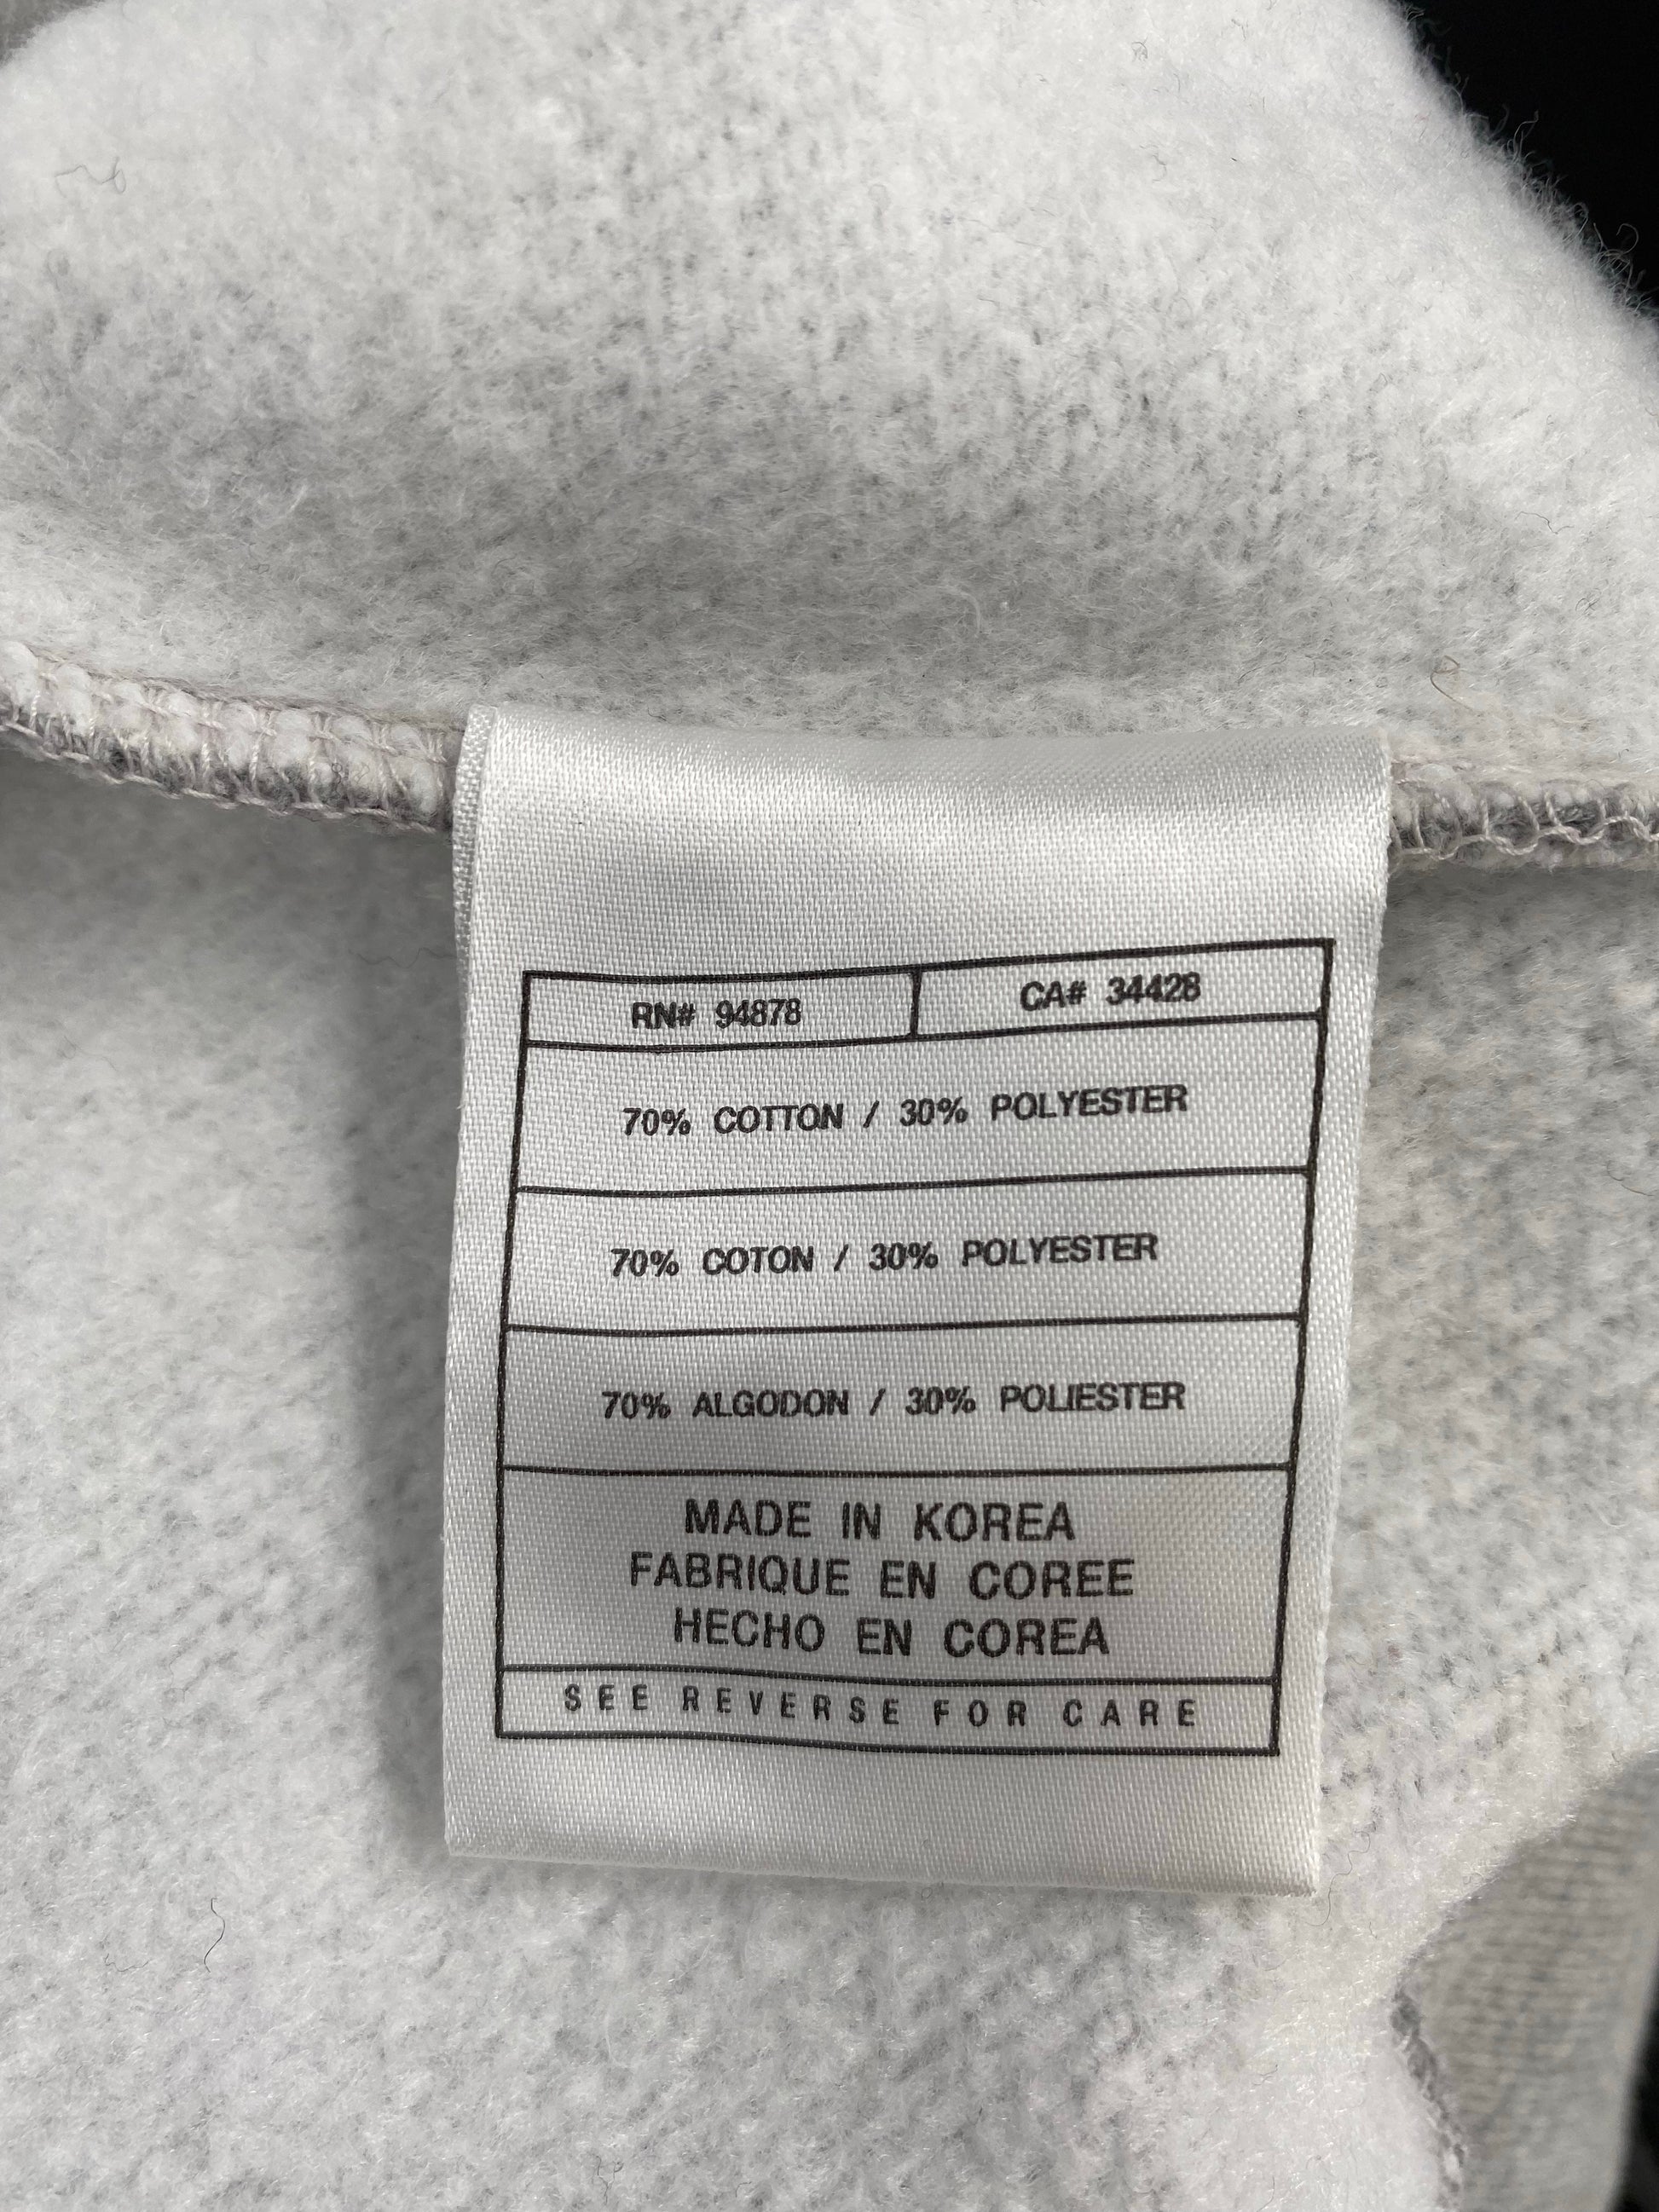 RN# 94878 CA# 34428
70% COTTON / 30% POLYESTER
70% COTON / 30% POLYESTER
70% ALGODON / 30% POLIESTER
MADE IN KOREA
FABRIQUE EN COREE
HECHO EN COREA
SEE REVERSE FOR CARE